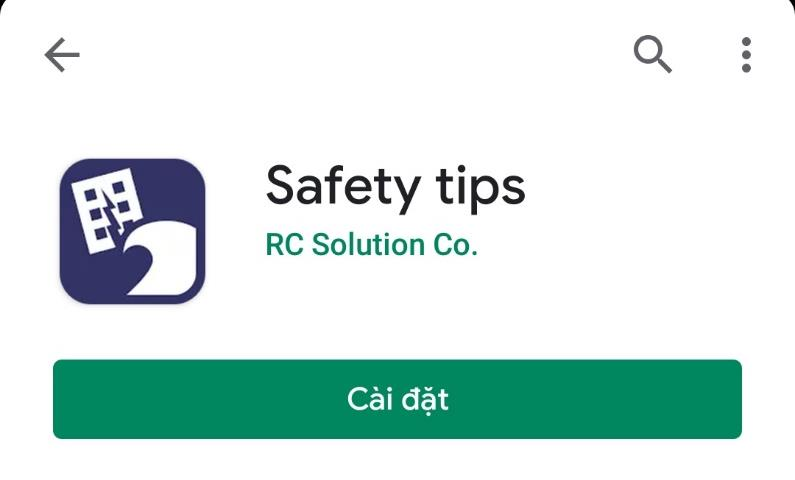 Safety tips
RC Solution Co.
Cài đặt